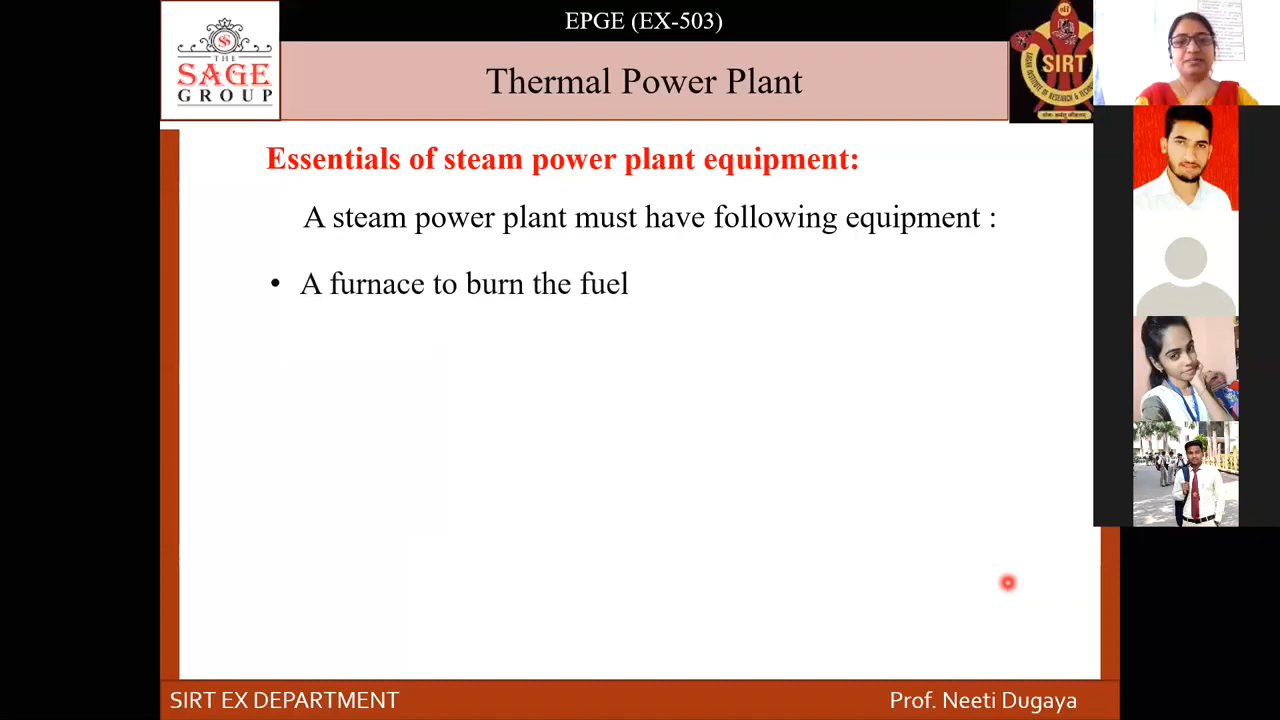 EPGE (EX-503)
THE
SAGE
GROUP
Thermal Power Plant
SIRT
Essentials of steam power plant equipment:
A steam power plant must have following equipment :
• A furnace to burn the fuel
SIRT EX DEPARTMENT
Prof. Neeti Dugaya